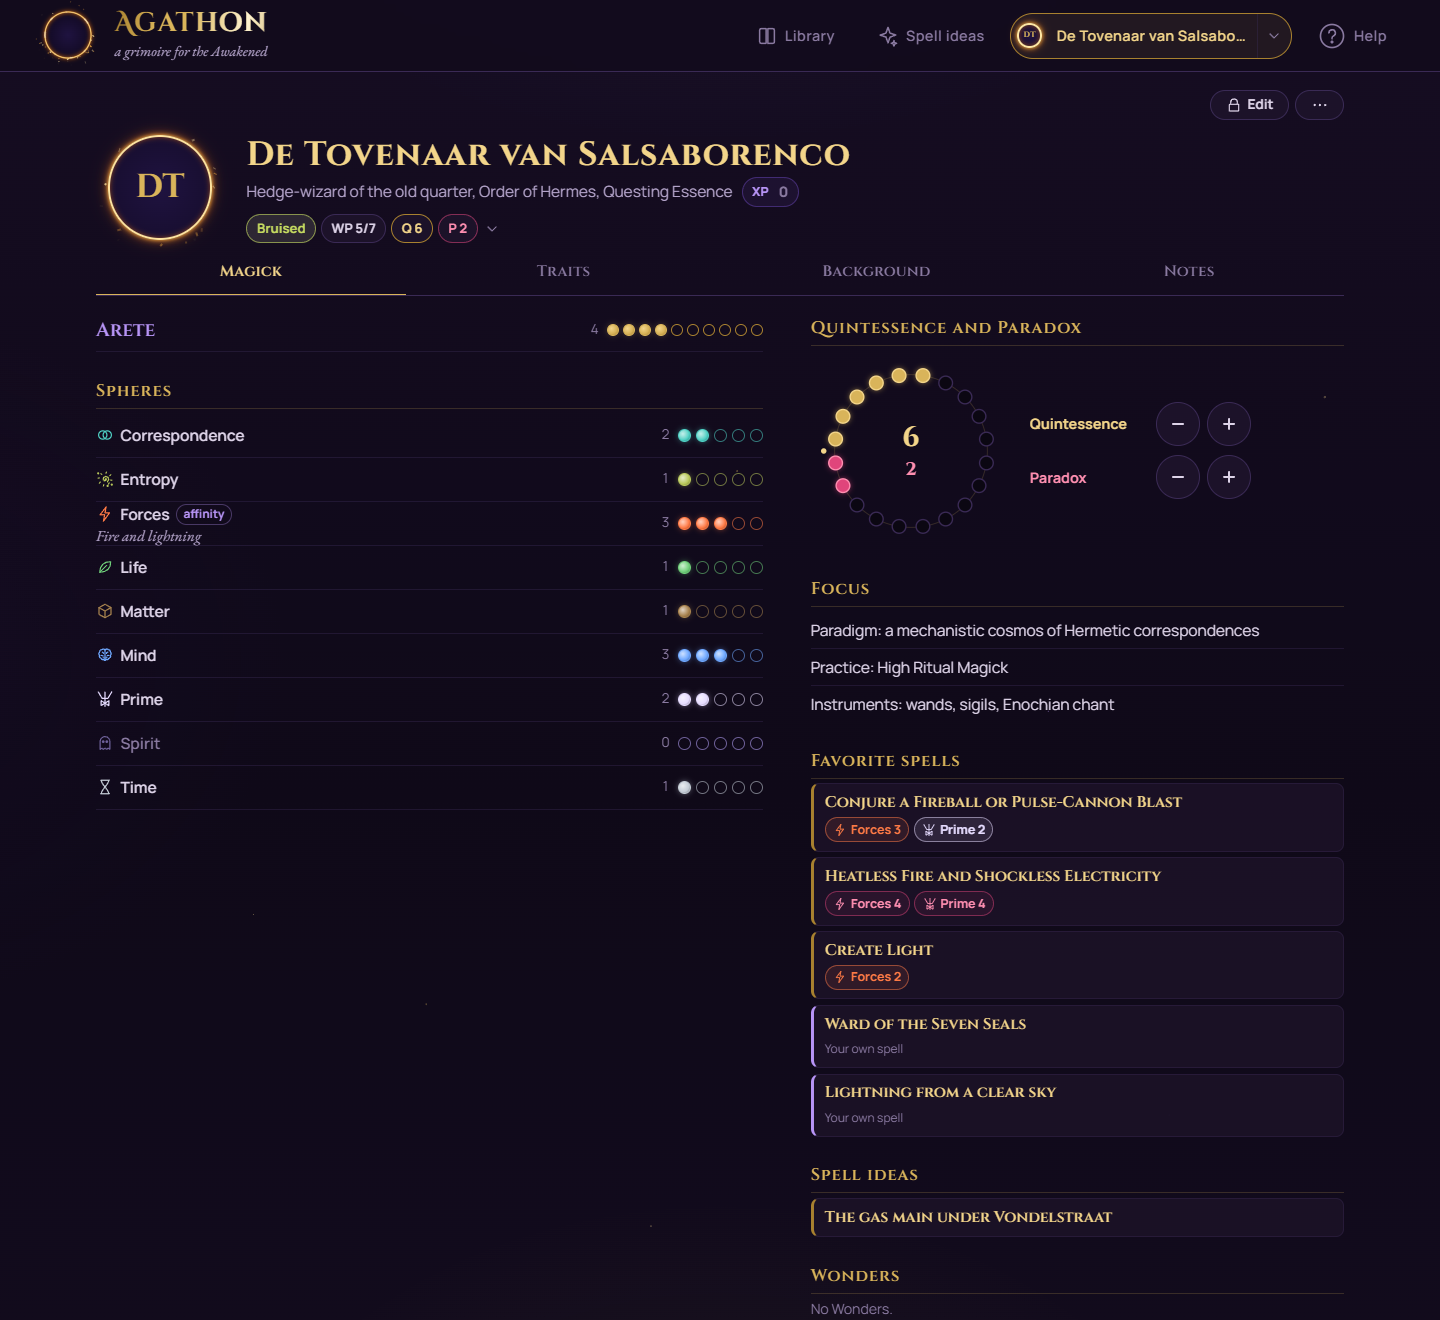 AGATHON
a grimoire for the Awakened
Library
Spell ideas
DT
De Tovenaar van Salsabo...
Help
Edit
DT
De Tovenaar van Salsaborenco
Hedge-wizard of the old quarter, Order of Hermes, Questing Essence
XP 0
Bruised
WP 5/7
Q 6
P 2
Magick
Traits
Background
Notes
Arete
4
Spheres
Correspondence
2
Entropy
1
Forces affinity
Fire and lightning
3
Life
1
Matter
1
Mind
3
Prime
2
Spirit
0
Time
1
Quintessence and Paradox
6
2
Quintessence
Paradox
Focus
Paradigm: a mechanistic cosmos of Hermetic correspondences
Practice: High Ritual Magick
Instruments: wands, sigils, Enochian chant
Favorite spells
Conjure a Fireball or Pulse-Cannon Blast
Forces 3 Prime 2
Heatless Fire and Shockless Electricity
Forces 4 Prime 4
Create Light
Forces 2
Ward of the Seven Seals
Your own spell
Lightning from a clear sky
Your own spell
Spell ideas
The gas main under Vondelstraat
Wonders
No Wonders.